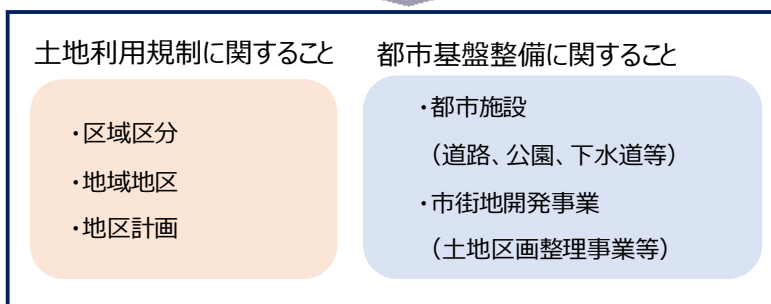 土地利用規制に関すること
・区域区分
・地域地区
・地区計画
都市基盤整備に関すること
・都市施設
（道路、公園、下水道等）
・市街地開発事業
（土地区画整理事業等）